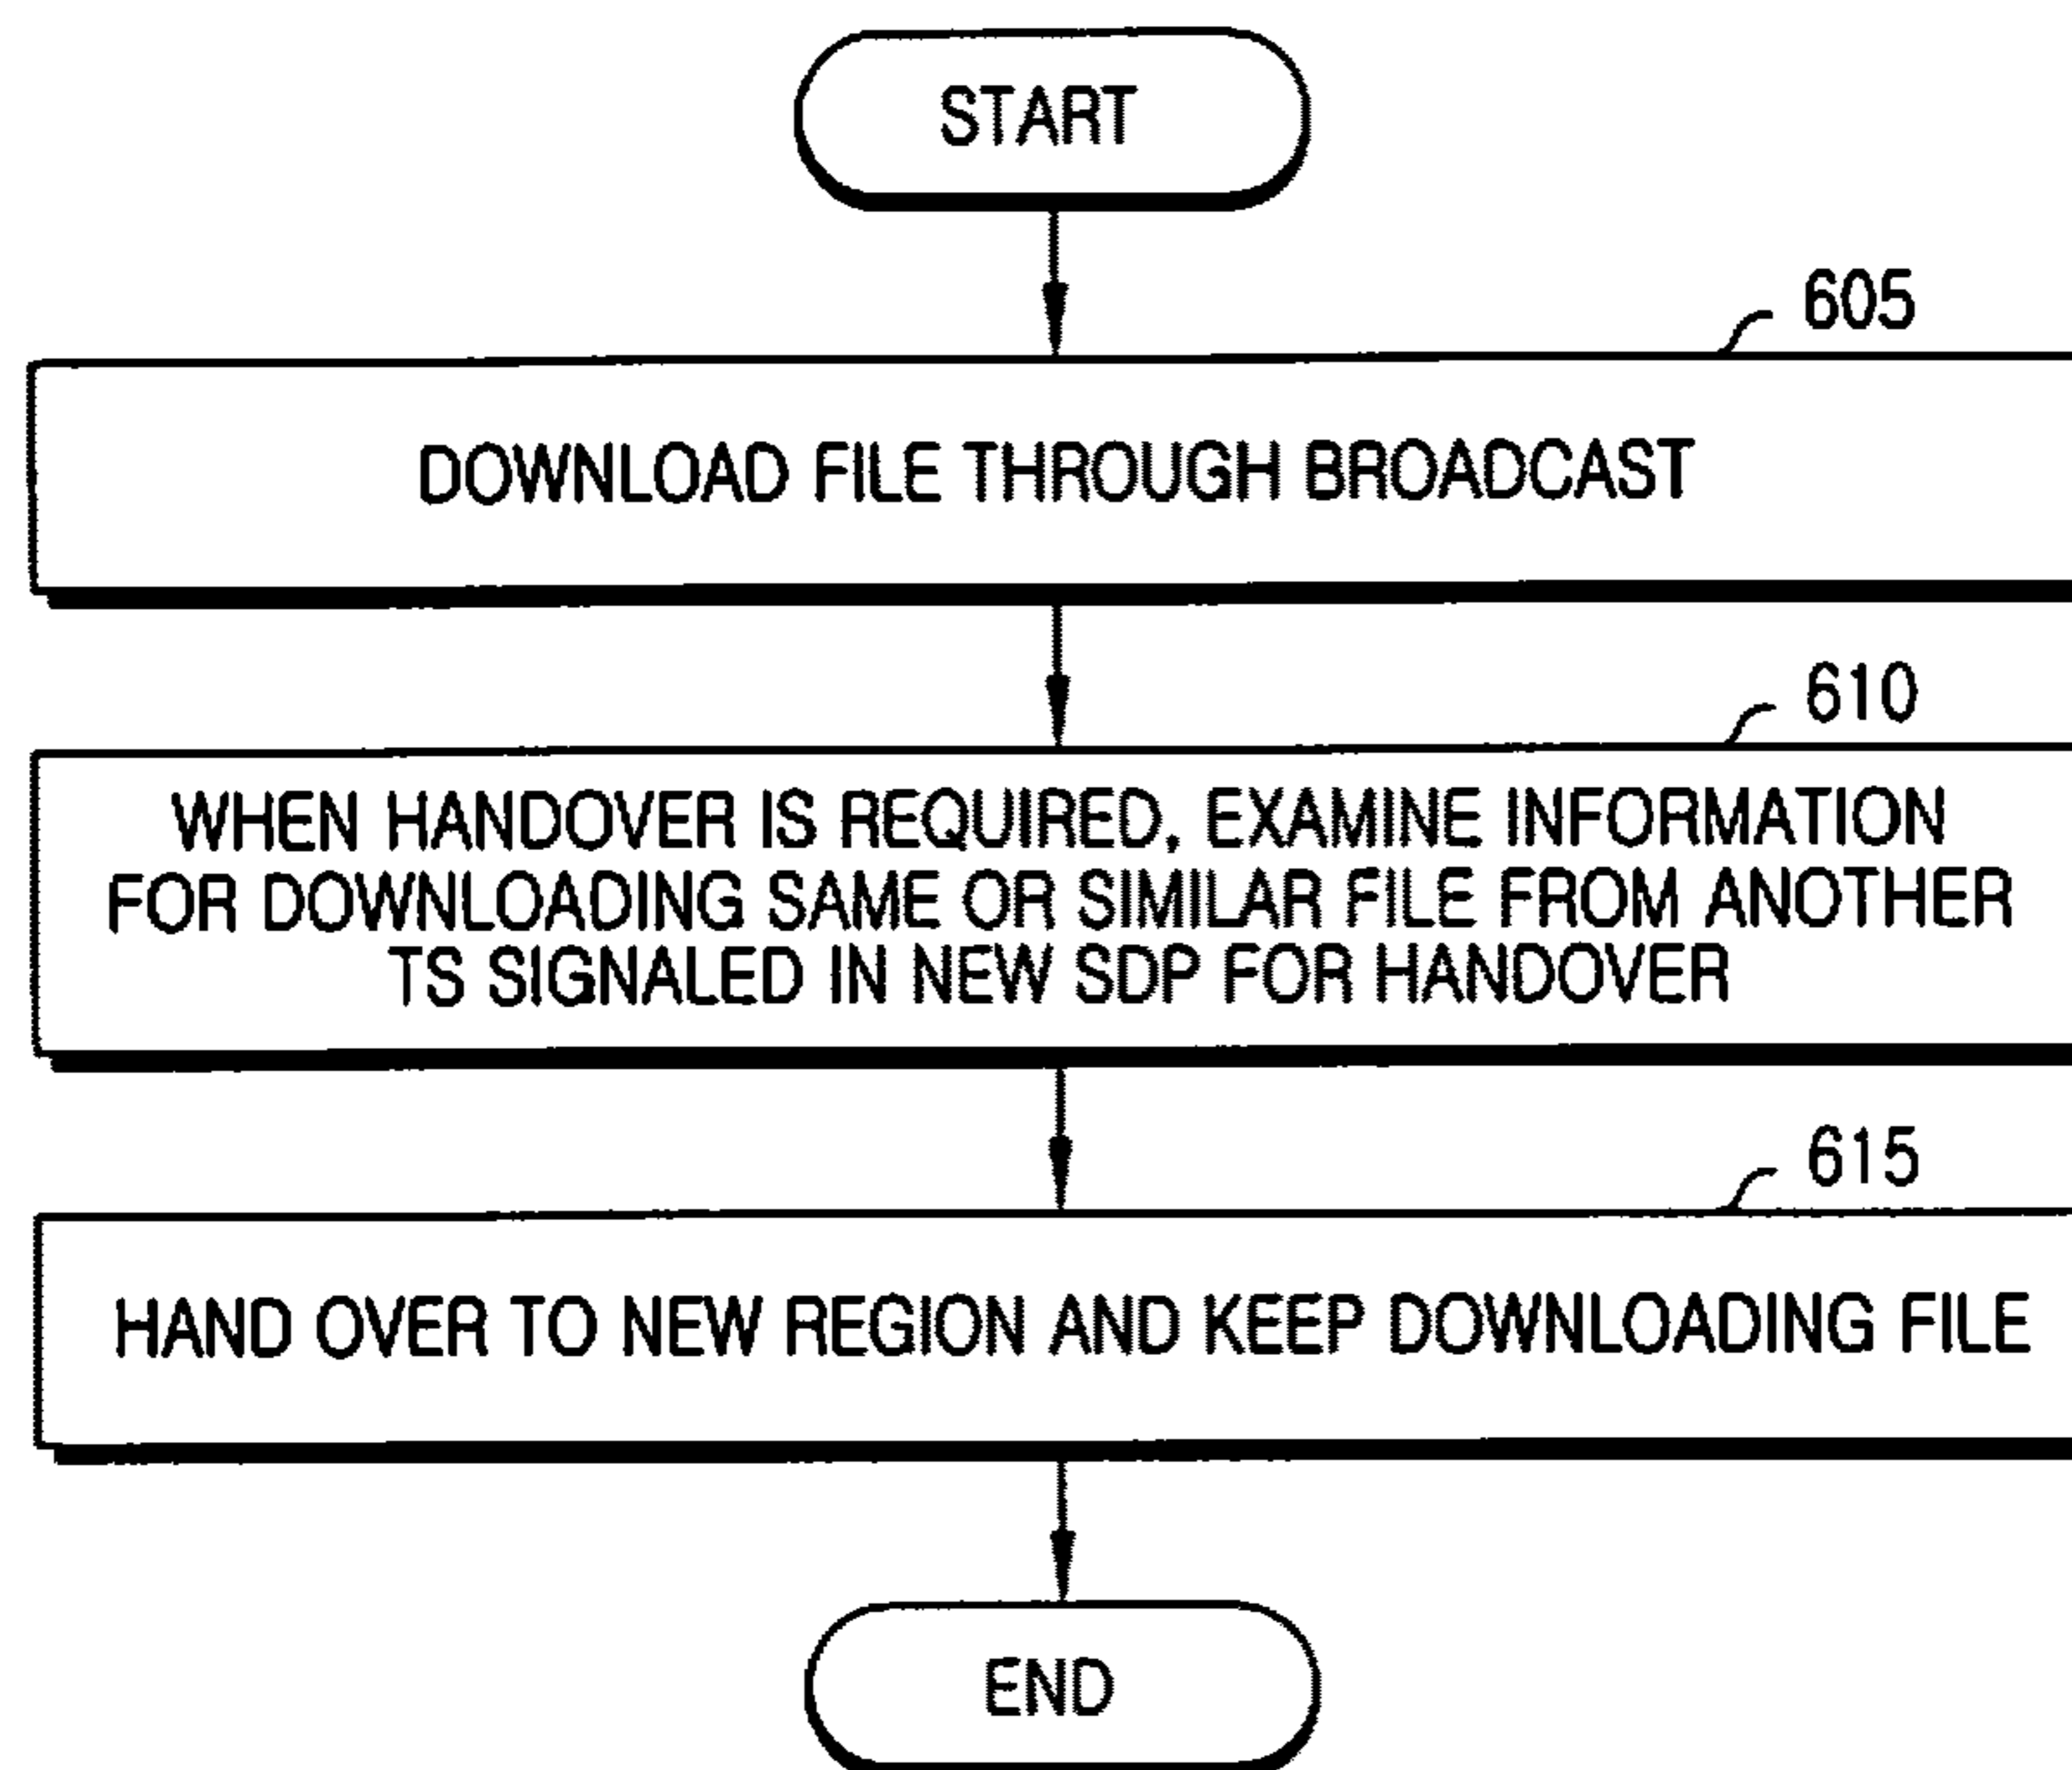 START
605
DOWNLOAD FILE THROUGH BROADCAST
610
WHEN HANDOVER IS REQUIRED, EXAMINE INFORMATION
FOR DOWNLOADING SAME OR SIMILAR FILE FROM ANOTHER
TS SIGNALED IN NEW SDP FOR HANDOVER
615
HAND OVER TO NEW REGION AND KEEP DOWNLOADING FILE
END